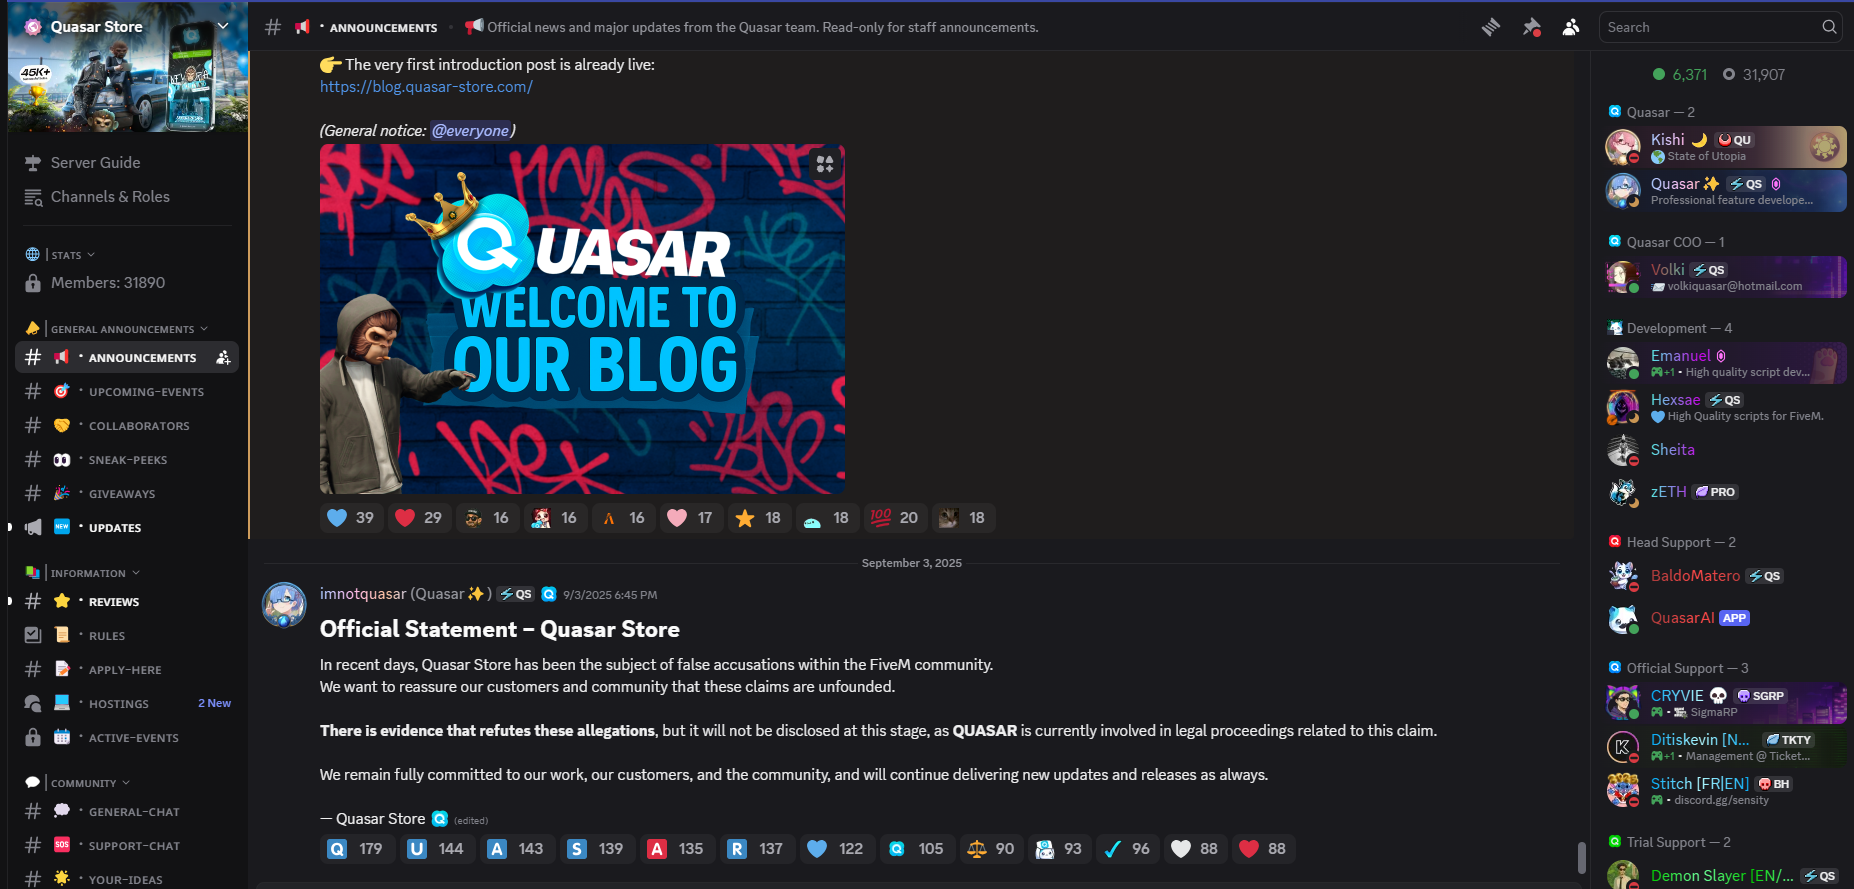 Quasar Store
45K+
Server Guide
Channels & Roles
STATS
Members: 31890
GENERAL ANNOUNCEMENTS
ANNOUNCEMENTS
UPCOMING-EVENTS
COLLABORATORS
SNEAK-PEEKS
GIVEAWAYS
NEW
UPDATES
INFORMATION
REVIEWS
RULES
APPLY-HERE
HOSTINGS
2 New
ACTIVE-EVENTS
COMMUNITY
GENERAL-CHAT
SOS
SUPPORT-CHAT
YOUR-IDEAS
ANNOUNCEMENTS
Official news and major updates from the Quasar team. Read-only for staff announcements.
Search
The very first introduction post is already live:
https://blog.quasar-store.com/
(General notice: @everyone)
QUASAR
WELCOME TO
OUR BLOG
39 29 16 16 16 17 18 18 100 20 18
September 3, 2025
imnotquasar (Quasar✨) QS 9/3/2025 6:45 PM
Official Statement – Quasar Store
In recent days, Quasar Store has been the subject of false accusations within the FiveM community.
We want to reassure our customers and community that these claims are unfounded.
There is evidence that refutes these allegations, but it will not be disclosed at this stage, as QUASAR is currently involved in legal proceedings related to this claim.
We remain fully committed to our work, our customers, and the community, and will continue delivering new updates and releases as always.
— Quasar Store (edited)
Q 179 U 144 A 143 S 139 A 135 R 137 122 105 90 93 96 88 88
6,371 31,907
Quasar — 2
Kishi QU
State of Utopia
Quasar✨ QS
Professional feature develope...
Quasar COO — 1
Volki QS
volkiquasar@hotmail.com
Development — 4
Emanuel
+1 • High quality script dev...
Hexsae QS
High Quality scripts for FiveM.
Sheita
zETH PRO
Head Support — 2
BaldoMatero QS
QuasarAI APP
Official Support — 3
CRYVIE SGRP
• SigmaRP
Ditiskevin [N... TKTY
+1 • Management @ Ticket...
Stitch [FR|EN] BH
• discord.gg/sensity
Trial Support — 2
Demon Slayer [EN/... QS